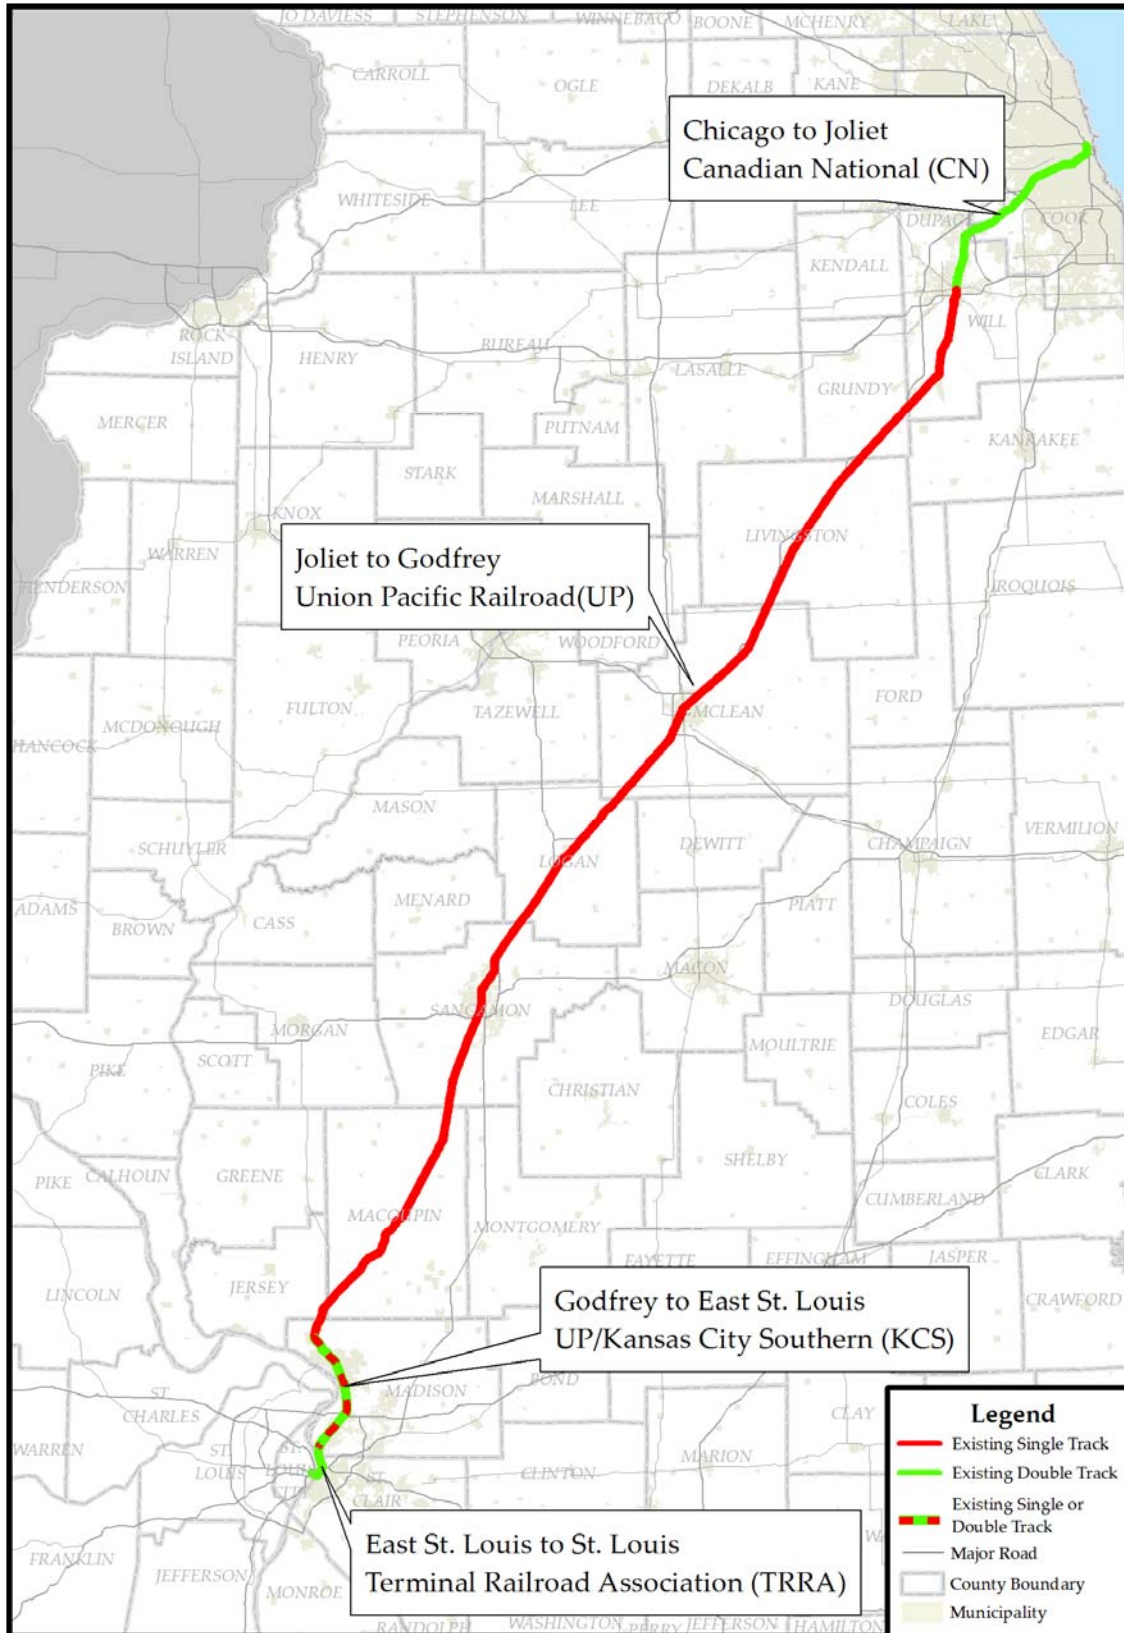 JO DAVIESS STEPHENSON WINNEBAGO BOONE MCHENRY LAKE
CARROLL OGLE DEKALB KANE
Chicago to Joliet
Canadian National (CN)
WHITESIDE LEE DUPAG COOK
KENDALL
ROCK
ISLAND HENRY BUREAU LASALLE GRUNDY WILL
MERCER PUTNAM KANKAKEE
STARK
KNOX MARSHALL LIVINGSTON
WARREN
HENDERSON IROQUOIS
Joliet to Godfrey
Union Pacific Railroad(UP)
PEORIA WOODFORD
FULTON TAZEWELL MCLEAN FORD
HANCOCK MCDONOUGH
MASON
SCHUYLER LOGAN DEWITT CHAMPAIGN VERMILION
ADAMS BROWN CASS MENARD PIATT
MACON
SANGAMON DOUGLAS
MORGAN EDGAR
PIKE SCOTT MOULTRIE
CHRISTIAN
COLES
PIKE CALHOUN GREENE SHELBY CLARK
CUMBERLAND
MACOUPIN MONTGOMERY
FAYETTE EFFINGHAM JASPER
LINCOLN JERSEY CRAWFORD
Godfrey to East St. Louis
UP/Kansas City Southern (KCS)
ST.
CHARLES MADISON BOND CLAY
WARREN ST.
LOUIS ST.
LOUIS
CITY ST.
CLAIR CLINTON MARION
East St. Louis to St. Louis
Terminal Railroad Association (TRRA)
FRANKLIN JEFFERSON MONROE
RANDOLPH WASHINGTON PERRY JEFFERSON HAMILTON
Legend
Existing Single Track
Existing Double Track
Existing Single or
Double Track
Major Road
County Boundary
Municipality